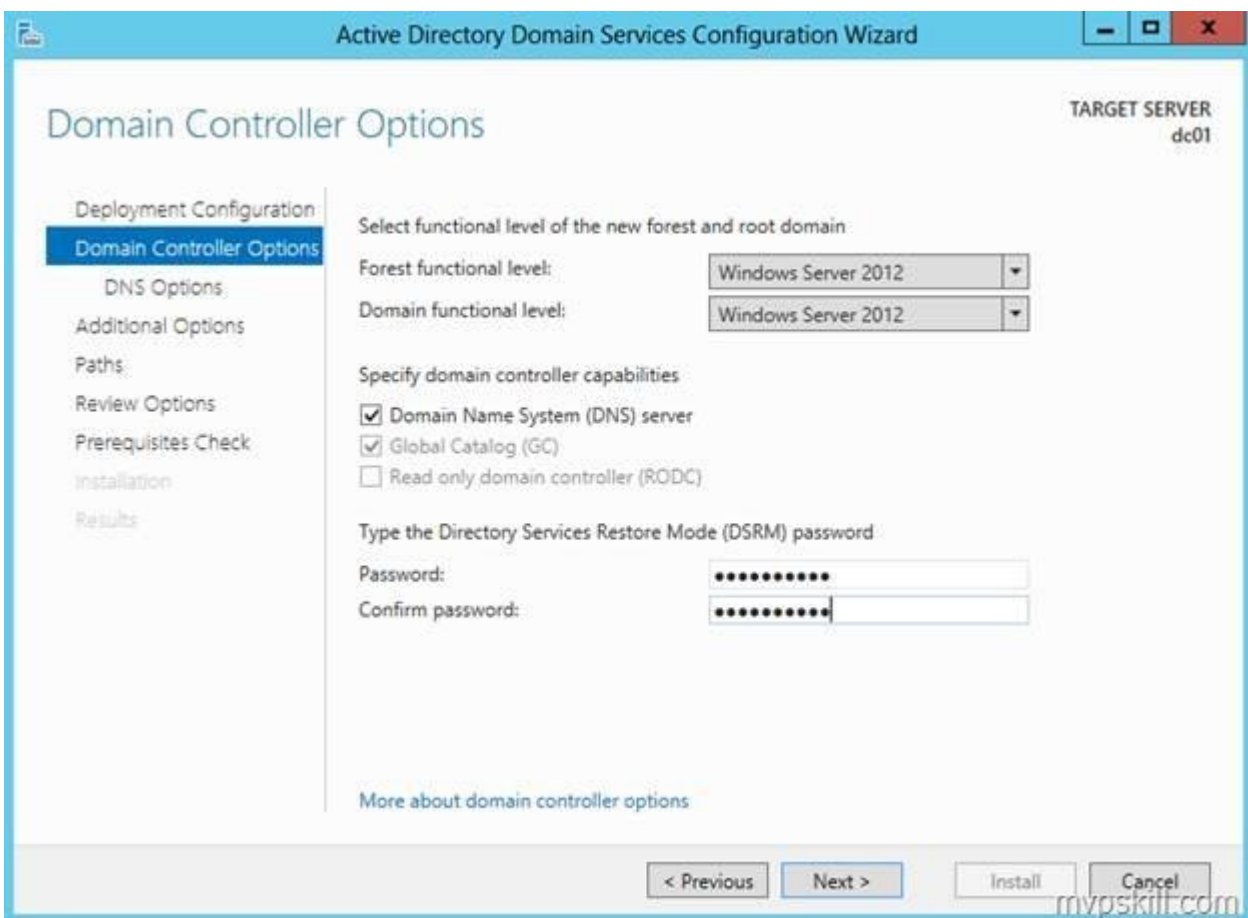 Active Directory Domain Services Configuration Wizard
Domain Controller Options
TARGET SERVER
dc01
Deployment Configuration
Domain Controller Options
DNS Options
Additional Options
Paths
Review Options
Prerequisites Check
Installation
Results
Select functional level of the new forest and root domain
Forest functional level: Windows Server 2012
Domain functional level: Windows Server 2012
Specify domain controller capabilities
Domain Name System (DNS) server
Global Catalog (GC)
Read only domain controller (RODC)
Type the Directory Services Restore Mode (DSRM) password
Password: ••••••••••
Confirm password: ••••••••••
More about domain controller options
< Previous Next > Install Cancel
mvpskill.com